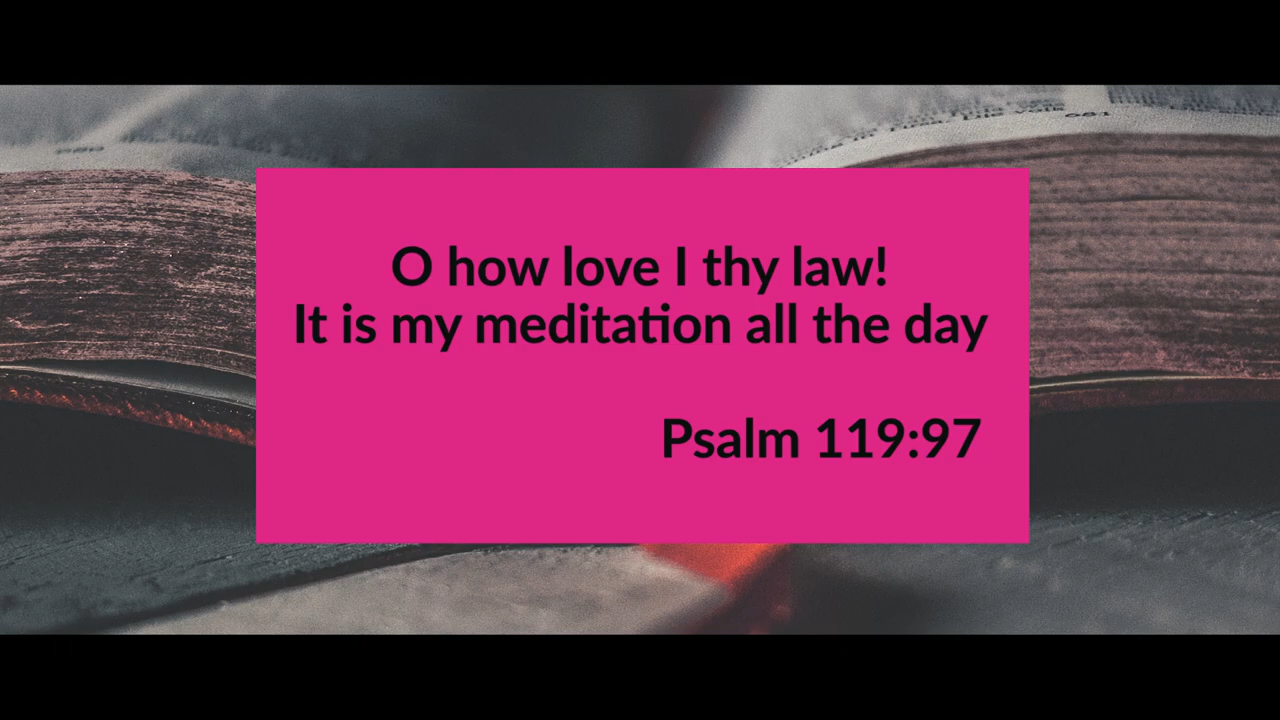 O how love I thy law!
It is my meditation all the day
Psalm 119:97